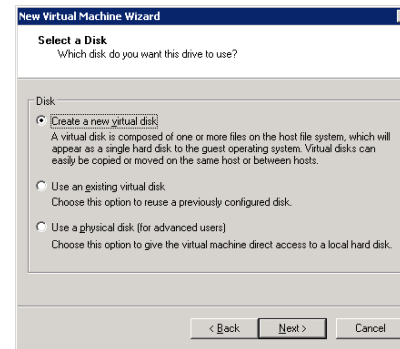 New Virtual Machine Wizard
Select a Disk
Which disk do you want this drive to use?
Disk
Create a new virtual disk
A virtual disk is composed of one or more files on the host file system, which will
appear as a single hard disk to the guest operating system. Virtual disks can
easily be copied or moved on the same host or between hosts.
Use an existing virtual disk
Choose this option to reuse a previously configured disk.
Use a physical disk (for advanced users)
Choose this option to give the virtual machine direct access to a local hard disk.
< Back
Next >
Cancel